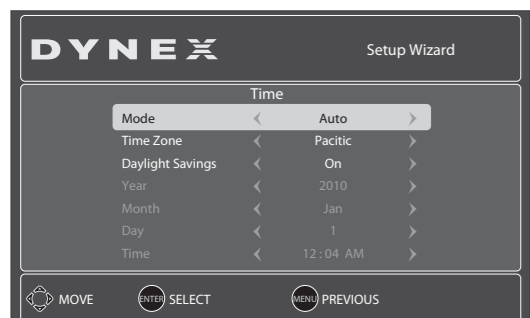 DYNEX Setup Wizard
Time
Mode Auto
Time Zone Pacitic
Daylight Savings On
Year 2010
Month Jan
Day 1
Time 12:04 AM
MOVE ENTER SELECT MENU PREVIOUS